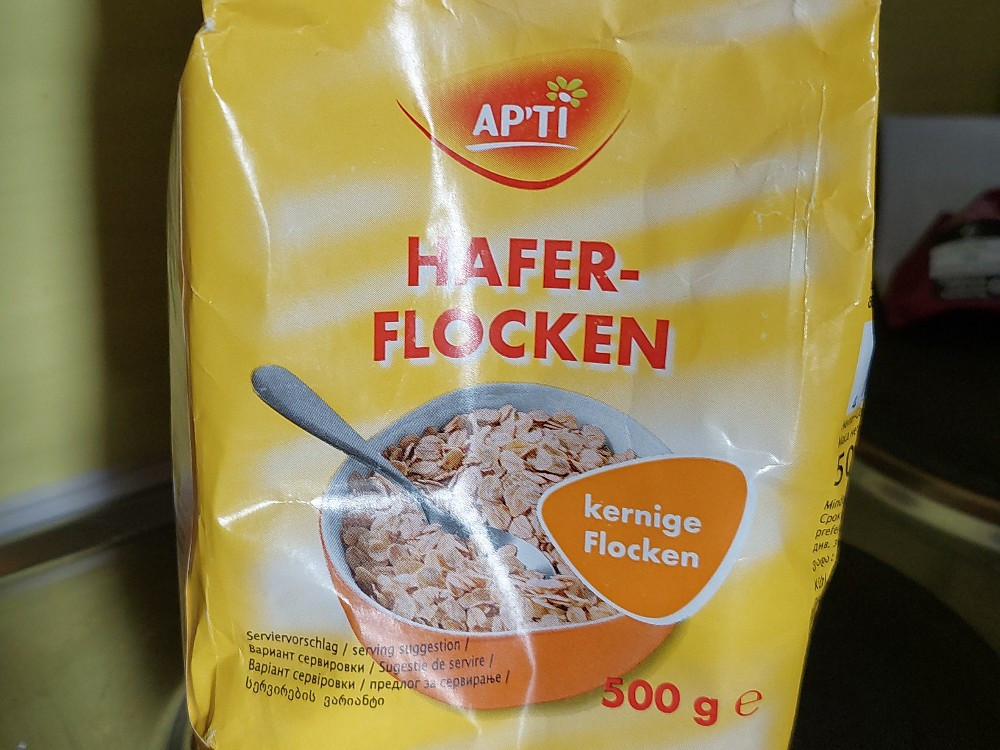 AP'TI
HAFER-
FLOCKEN
kernige
Flocken
Serviervorschlag / serving suggestion /
вариант сервировки / Sugestie de servire /
Варіант сервіровки / предлог за сервирање /
სერვირების ვარიანტი
500 g e
50